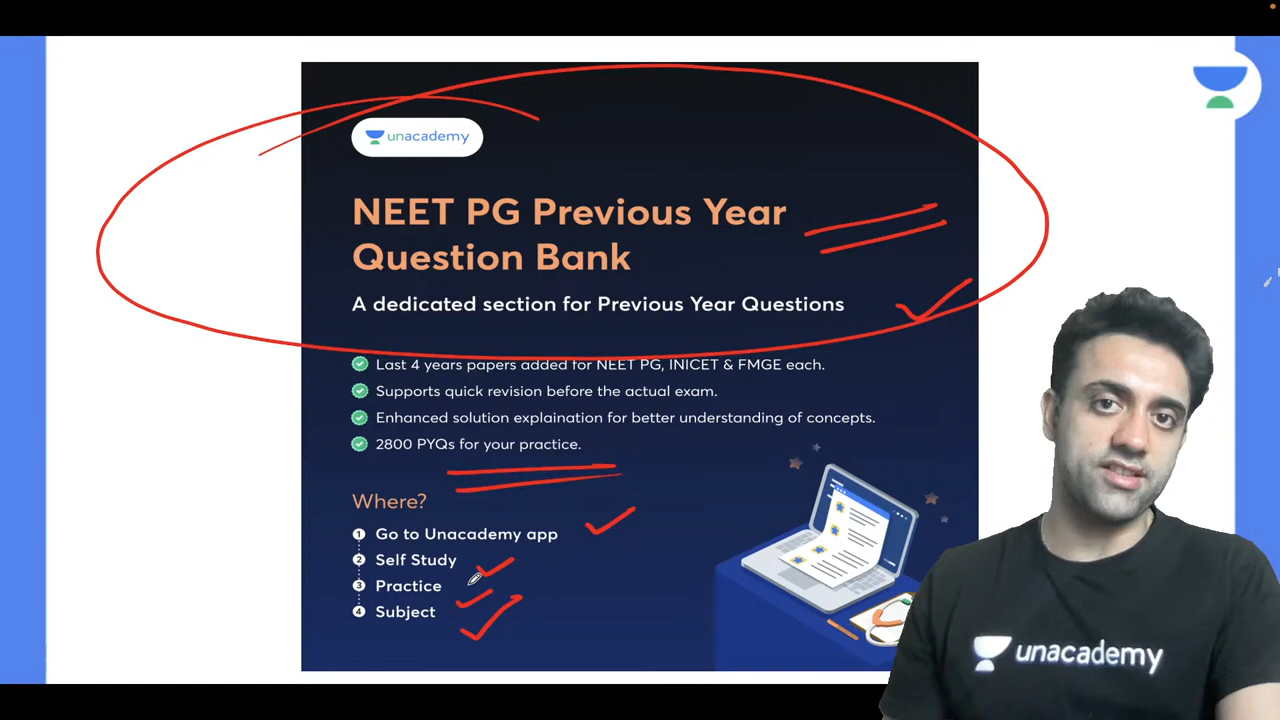 unacademy
NEET PG Previous Year
Question Bank
A dedicated section for Previous Year Questions
Last 4 years papers added for NEET PG, INICET & FMGE each.
Supports quick revision before the actual exam.
Enhanced solution explaination for better understanding of concepts.
2800 PYQs for your practice.
Where?
1 Go to Unacademy app
2 Self Study
3 Practice
4 Subject
unacademy